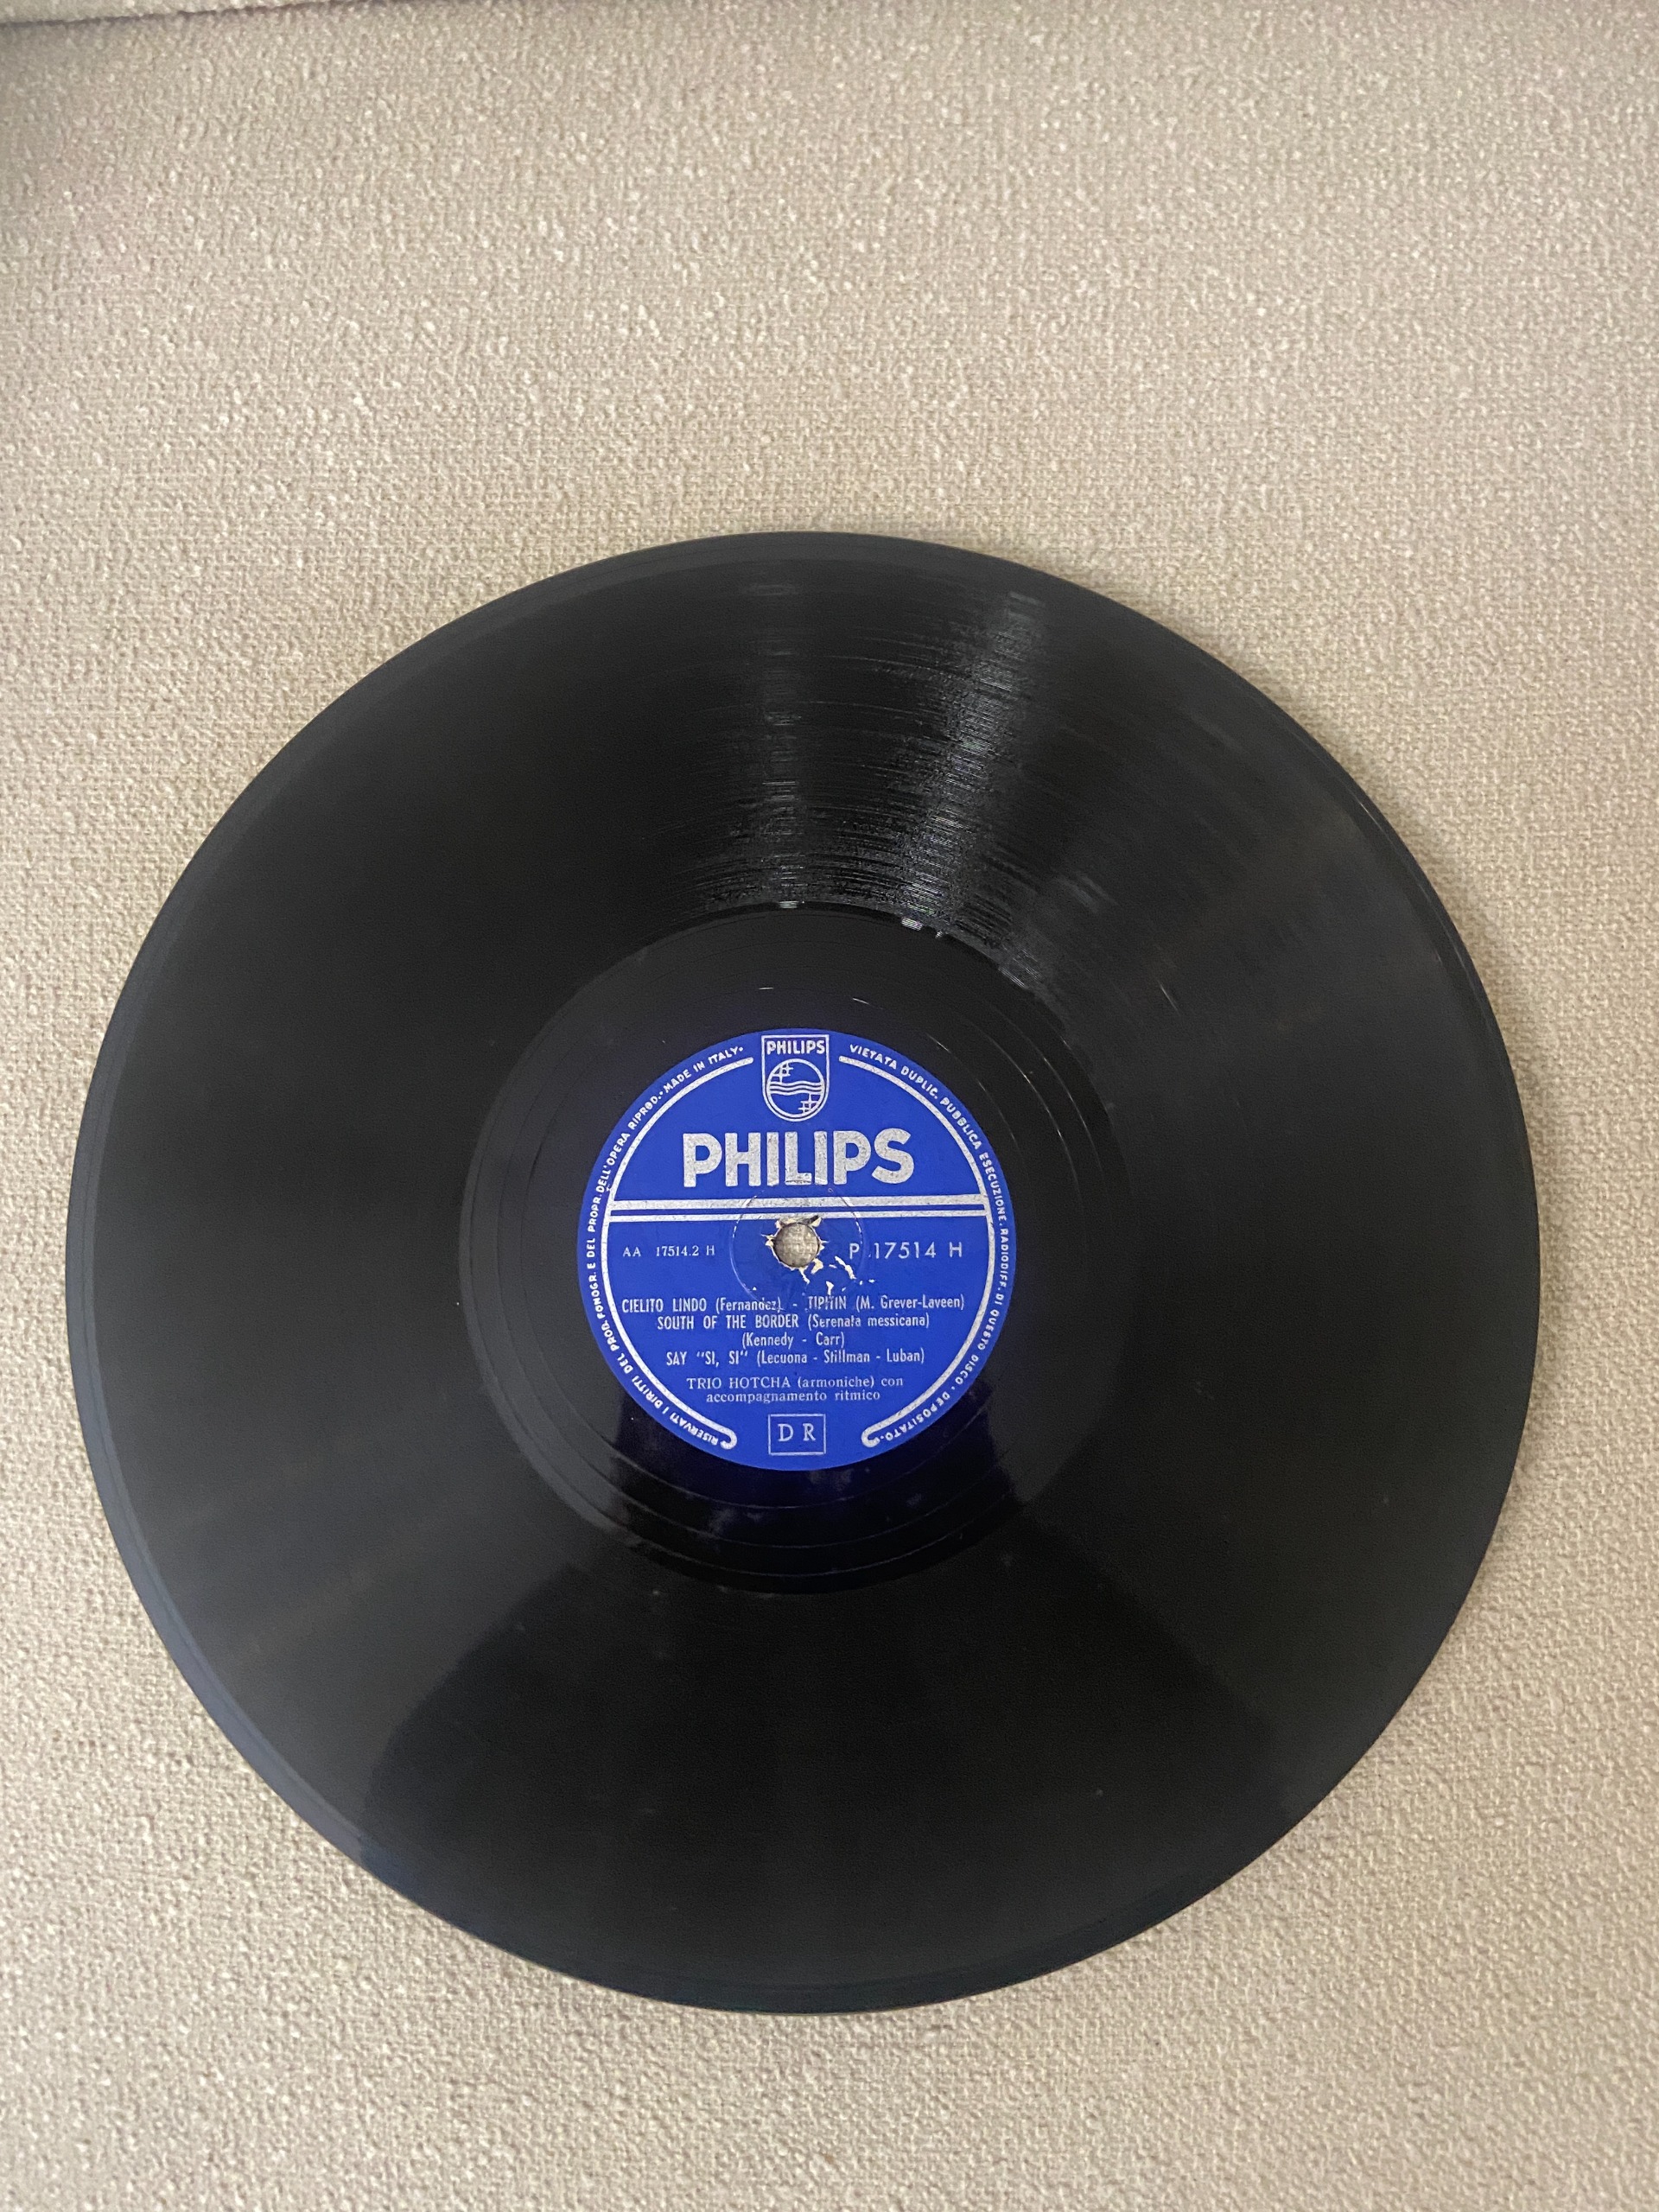 PHILIPS
PHILIPS
AA 17514.2 H
P 17514 H
CIELITO LINDO (Fernandez) - TIPITIN (M. Grever-Laveen)
SOUTH OF THE BORDER (Serenata messicana)
(Kennedy - Carr)
SAY "SI, SI" (Lecuona - Stillman - Luban)
TRIO HOTCHA (armoniche) con
accompagnamento ritmico
D R
RISERVATI I DIRITTI DEL PROD. FONOGR. E DEL PROPR. DELL'OPERA RIPROD. • MADE IN ITALY •
VIETATA DUPLIC. PUBBLICA ESECUZIONE. RADIODIFF. DI QUESTO DISCO. DEPOSITATO.